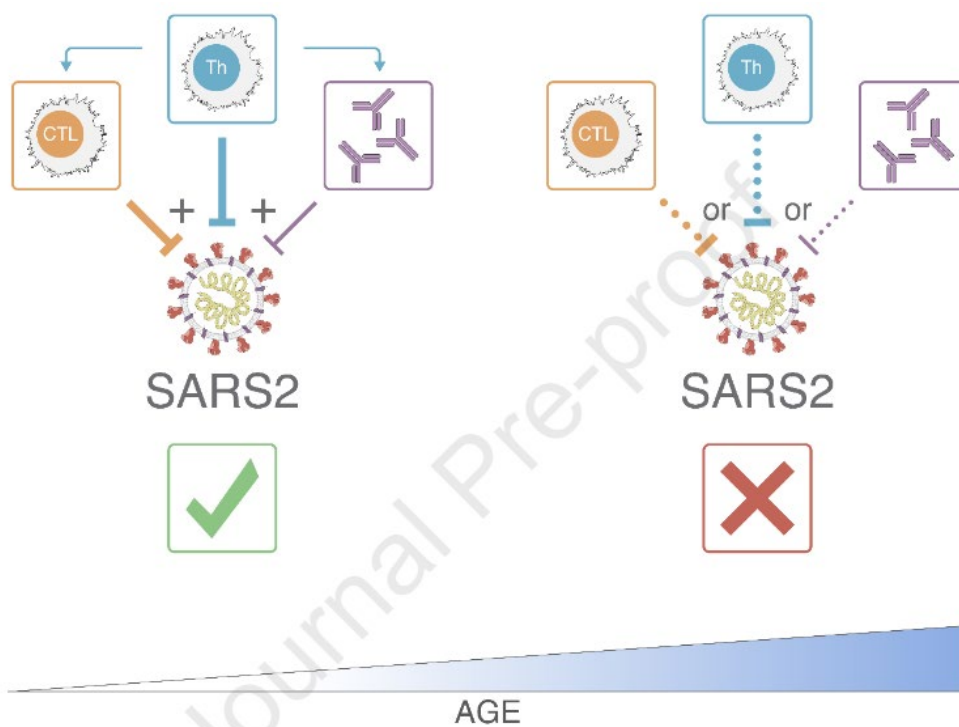 Th
Th
CTL
CTL
+ +
or or
SARS2
SARS2
Journal Pre-proof
AGE